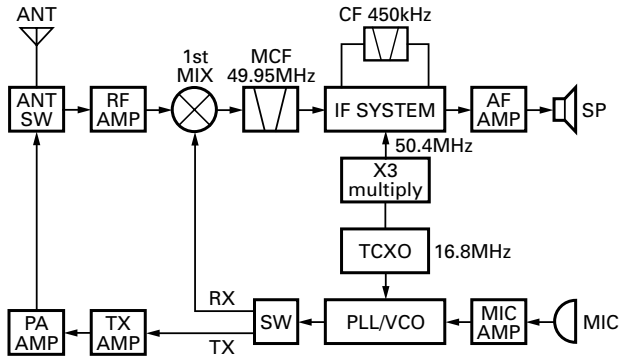 ANT
CF 450kHz
1st
MIX
MCF
49.95MHz
ANT
SW
RF
AMP
IF SYSTEM
AF
AMP
SP
50.4MHz
X3
multiply
TCXO
16.8MHz
RX
PA
AMP
TX
AMP
SW
PLL/VCO
MIC
AMP
MIC
TX